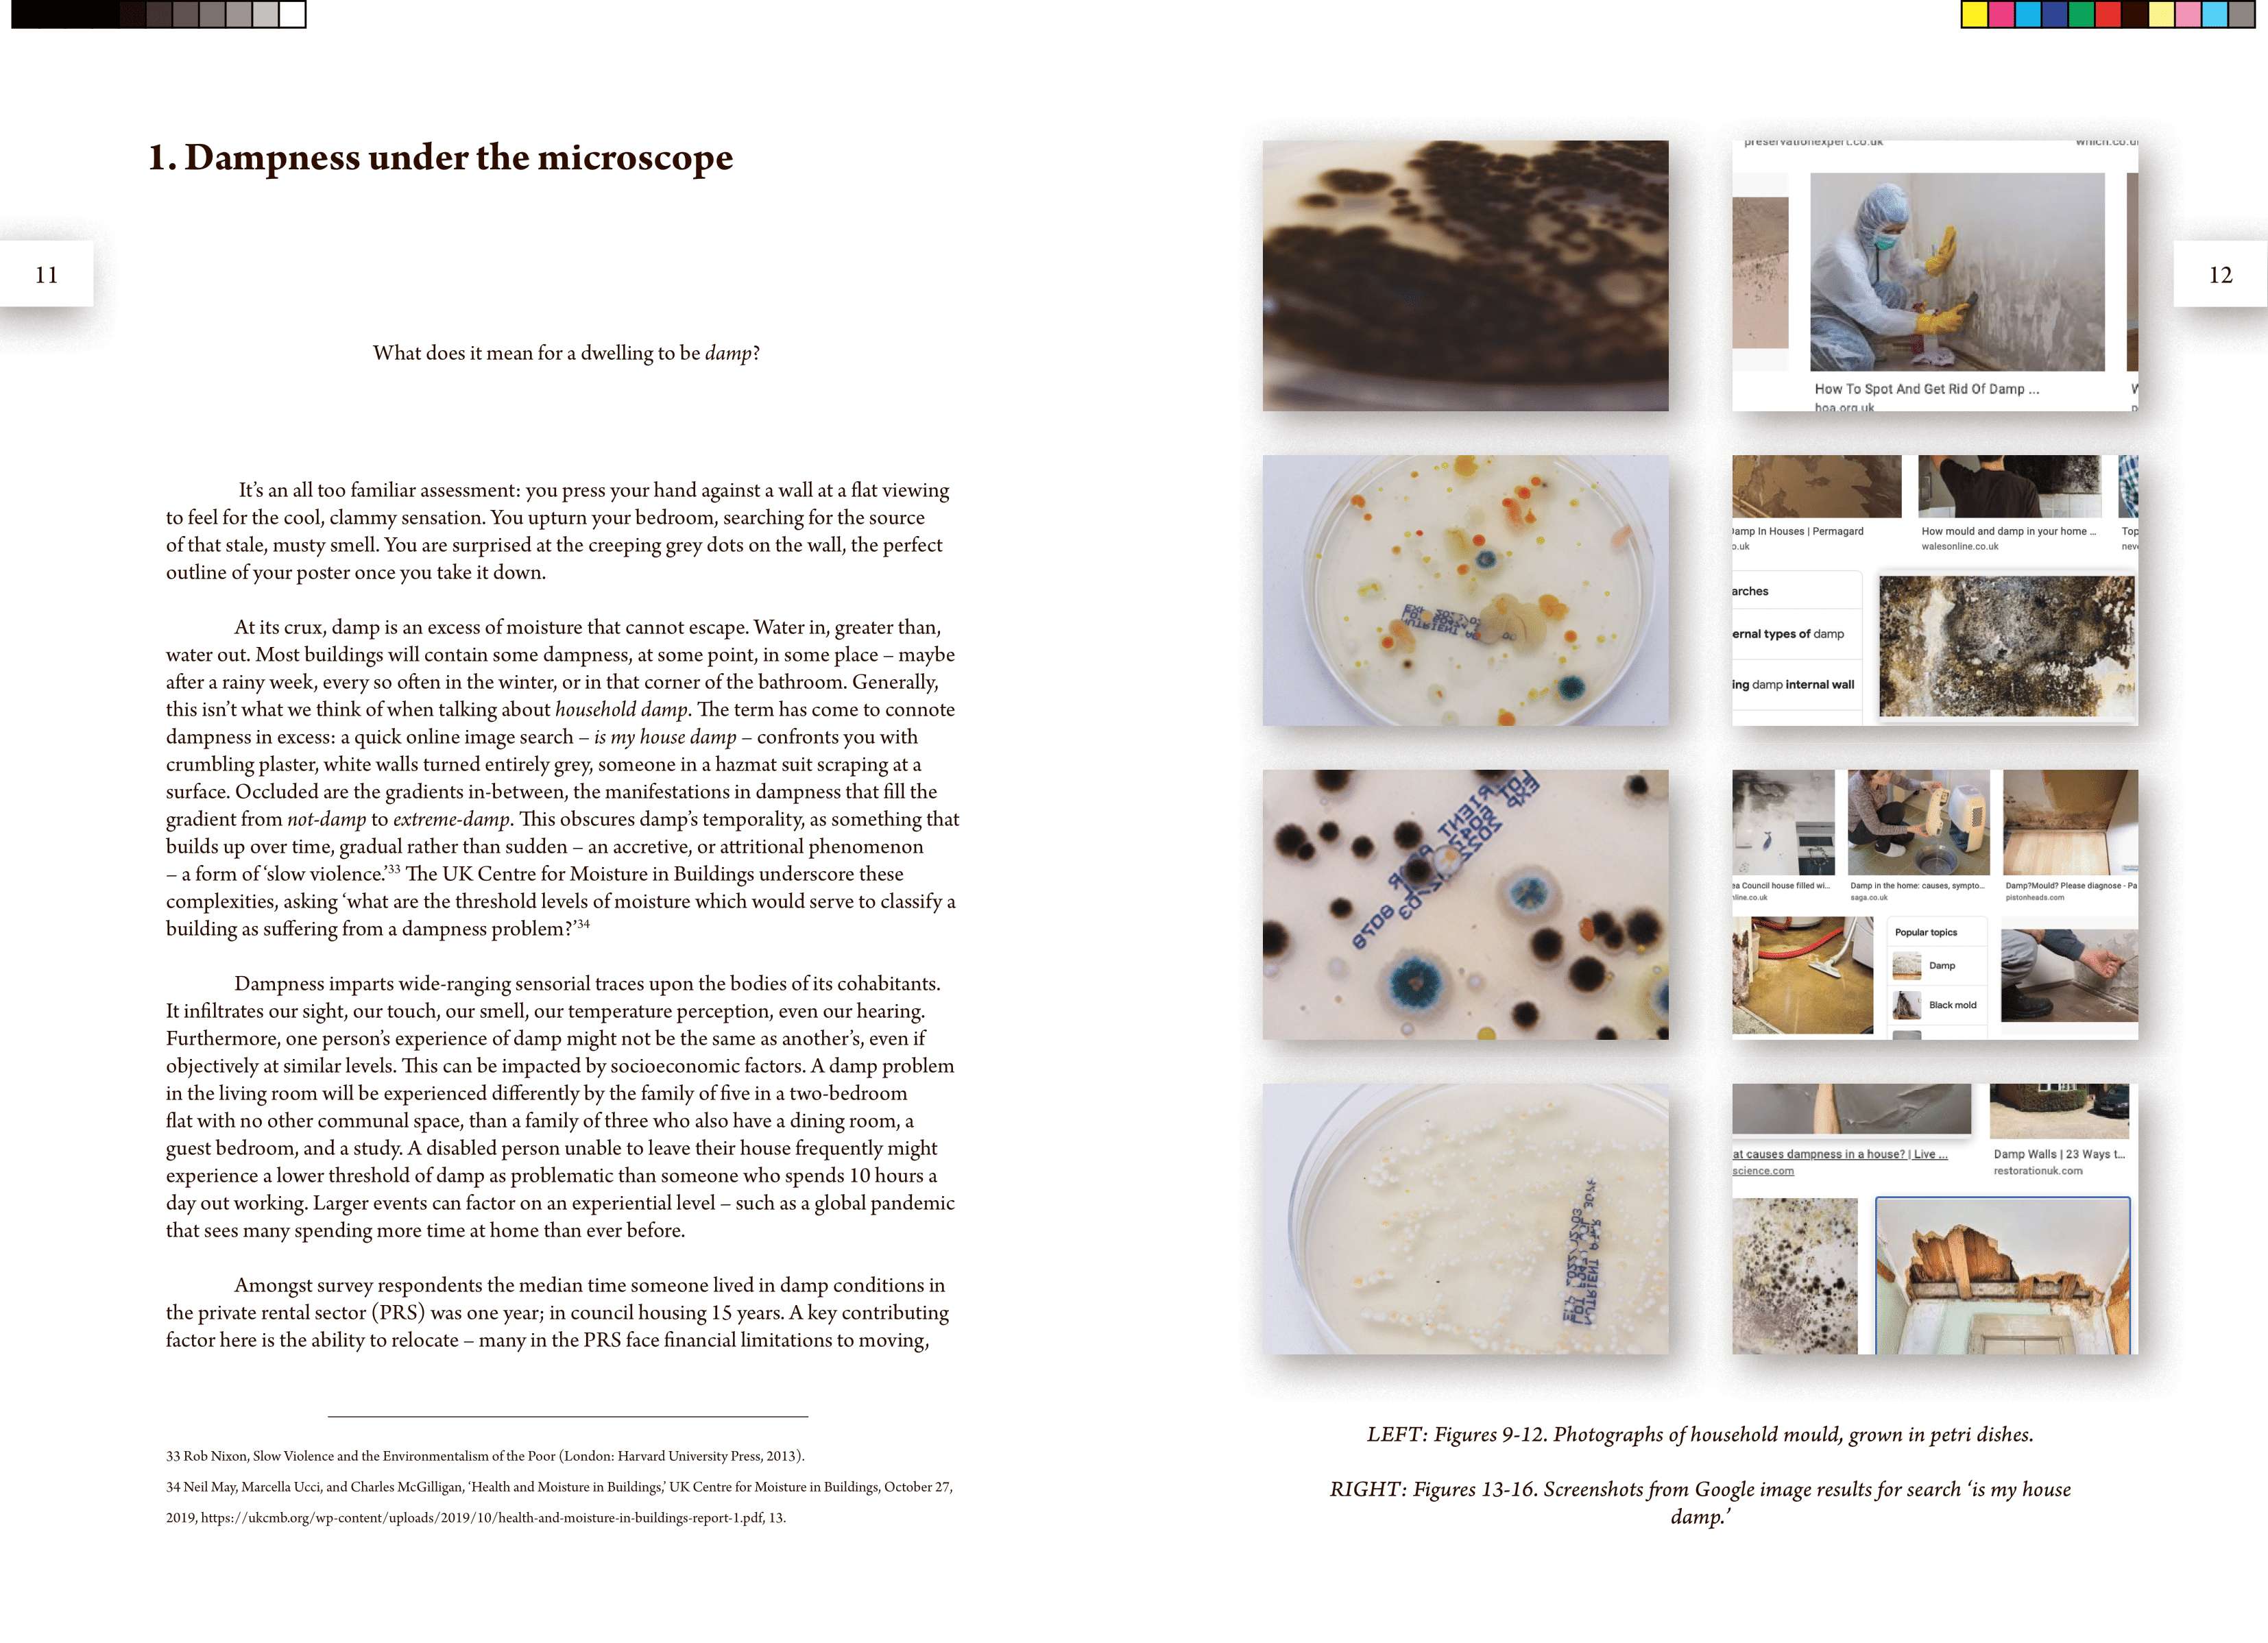 1. Dampness under the microscope
11
What does it mean for a dwelling to be damp?
It’s an all too familiar assessment: you press your hand against a wall at a flat viewing
to feel for the cool, clammy sensation. You upturn your bedroom, searching for the source
of that stale, musty smell. You are surprised at the creeping grey dots on the wall, the perfect
outline of your poster once you take it down.
At its crux, damp is an excess of moisture that cannot escape. Water in, greater than,
water out. Most buildings will contain some dampness, at some point, in some place – maybe
after a rainy week, every so often in the winter, or in that corner of the bathroom. Generally,
this isn’t what we think of when talking about household damp. The term has come to connote
dampness in excess: a quick online image search – is my house damp – confronts you with
crumbling plaster, white walls turned entirely grey, someone in a hazmat suit scraping at a
surface. Occluded are the gradients in-between, the manifestations in dampness that fill the
gradient from not-damp to extreme-damp. This obscures damp’s temporality, as something that
builds up over time, gradual rather than sudden – an accretive, or attritional phenomenon
– a form of ‘slow violence.’33 The UK Centre for Moisture in Buildings underscore these
complexities, asking ‘what are the threshold levels of moisture which would serve to classify a
building as suffering from a dampness problem?’34
Dampness imparts wide-ranging sensorial traces upon the bodies of its cohabitants.
It infiltrates our sight, our touch, our smell, our temperature perception, even our hearing.
Furthermore, one person’s experience of damp might not be the same as another’s, even if
objectively at similar levels. This can be impacted by socioeconomic factors. A damp problem
in the living room will be experienced differently by the family of five in a two-bedroom
flat with no other communal space, than a family of three who also have a dining room, a
guest bedroom, and a study. A disabled person unable to leave their house frequently might
experience a lower threshold of damp as problematic than someone who spends 10 hours a
day out working. Larger events can factor on an experiential level – such as a global pandemic
that sees many spending more time at home than ever before.
Amongst survey respondents the median time someone lived in damp conditions in
the private rental sector (PRS) was one year; in council housing 15 years. A key contributing
factor here is the ability to relocate – many in the PRS face financial limitations to moving,
33 Rob Nixon, Slow Violence and the Environmentalism of the Poor (London: Harvard University Press, 2013).
34 Neil May, Marcella Ucci, and Charles McGilligan, ‘Health and Moisture in Buildings,’ UK Centre for Moisture in Buildings, October 27,
2019, https://ukcmb.org/wp-content/uploads/2019/10/health-and-moisture-in-buildings-report-1.pdf, 13.
12
preservationexpert.co.uk
which.co.u
How To Spot And Get Rid Of Damp ...
hoa.org.uk
Damp In Houses | Permagard
o.uk
How mould and damp in your home ...
walesonline.co.uk
Top
neve
arches
ernal types of damp
ing damp internal wall
NUTRIENT
EXP
LOT
NUTRIENT
8078
ea Council house filled wi...
nline.co.uk
Damp in the home: causes, sympto...
saga.co.uk
Damp?Mould? Please diagnose - Pa
pistonheads.com
Popular topics
Damp
Black mold
NUTRIENT
at causes dampness in a house? | Live ...
science.com
Damp Walls | 23 Ways t...
restorationuk.com
LEFT: Figures 9-12. Photographs of household mould, grown in petri dishes.
RIGHT: Figures 13-16. Screenshots from Google image results for search ‘is my house
damp.’